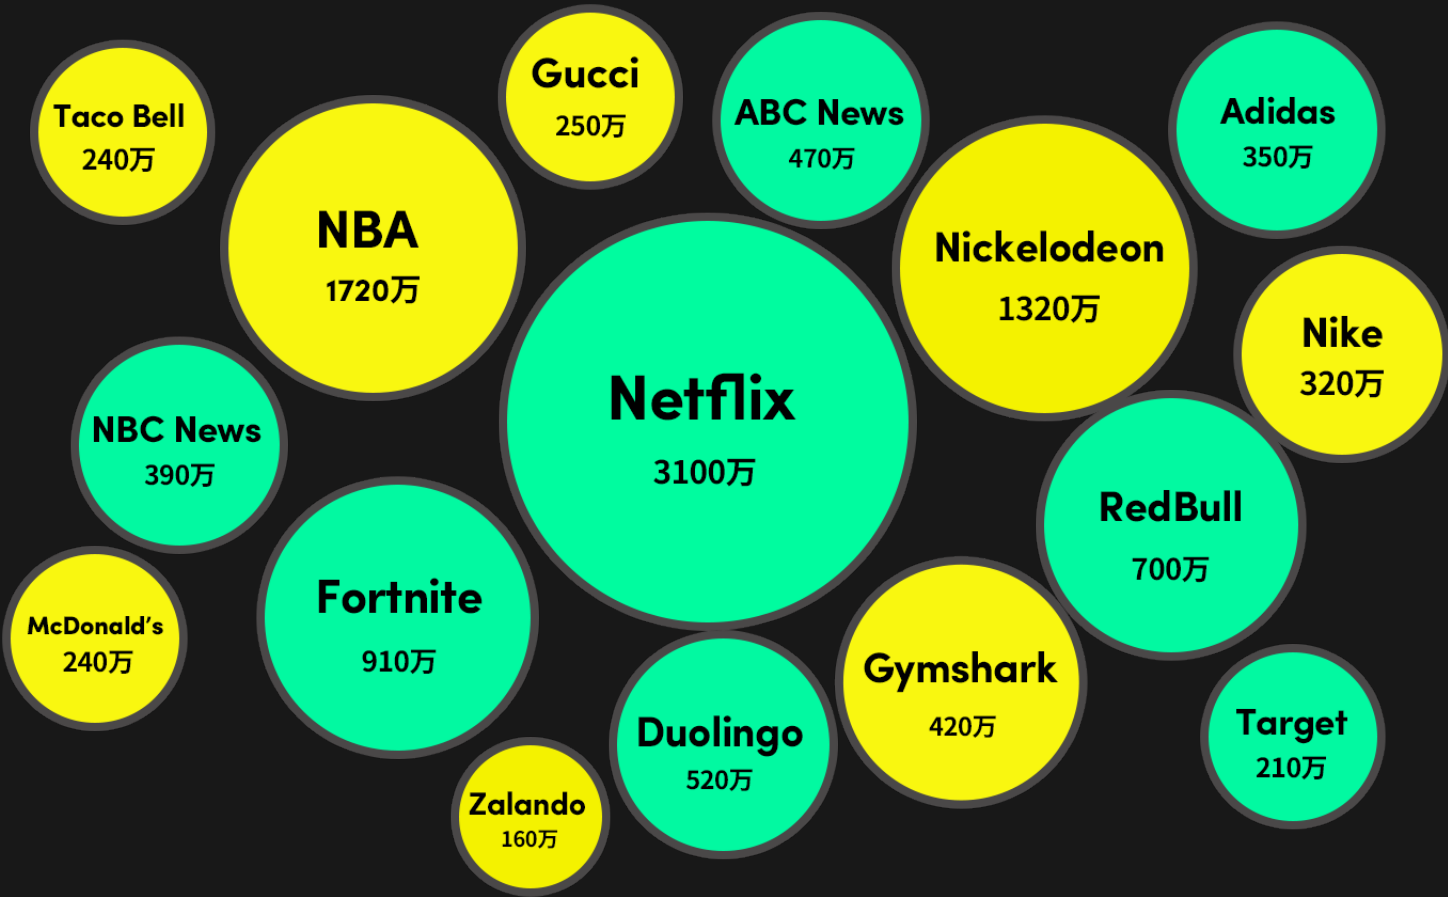 Taco Bell
240万
Gucci
250万
ABC News
470万
Adidas
350万
NBA
1720万
Nickelodeon
1320万
Nike
320万
Netflix
3100万
NBC News
390万
RedBull
700万
McDonald's
240万
Fortnite
910万
Gymshark
420万
Duolingo
520万
Target
210万
Zalando
160万